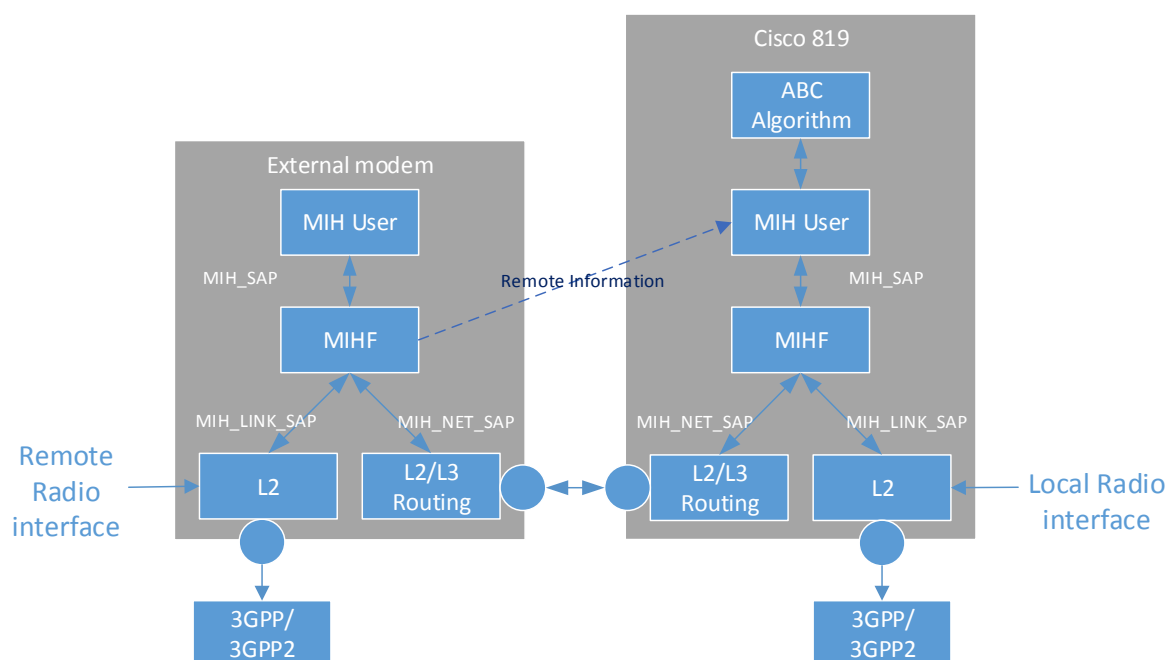 Cisco 819
ABC
Algorithm
External modem
MIH User
MIH User
MIH_SAP
Remote Information
MIH_SAP
MIHF
MIHF
MIH_LINK_SAP
MIH_NET_SAP
MIH_NET_SAP
MIH_LINK_SAP
Remote
Radio
interface
L2
L2/L3
Routing
L2/L3
Routing
L2
Local Radio
interface
3GPP/
3GPP2
3GPP/
3GPP2